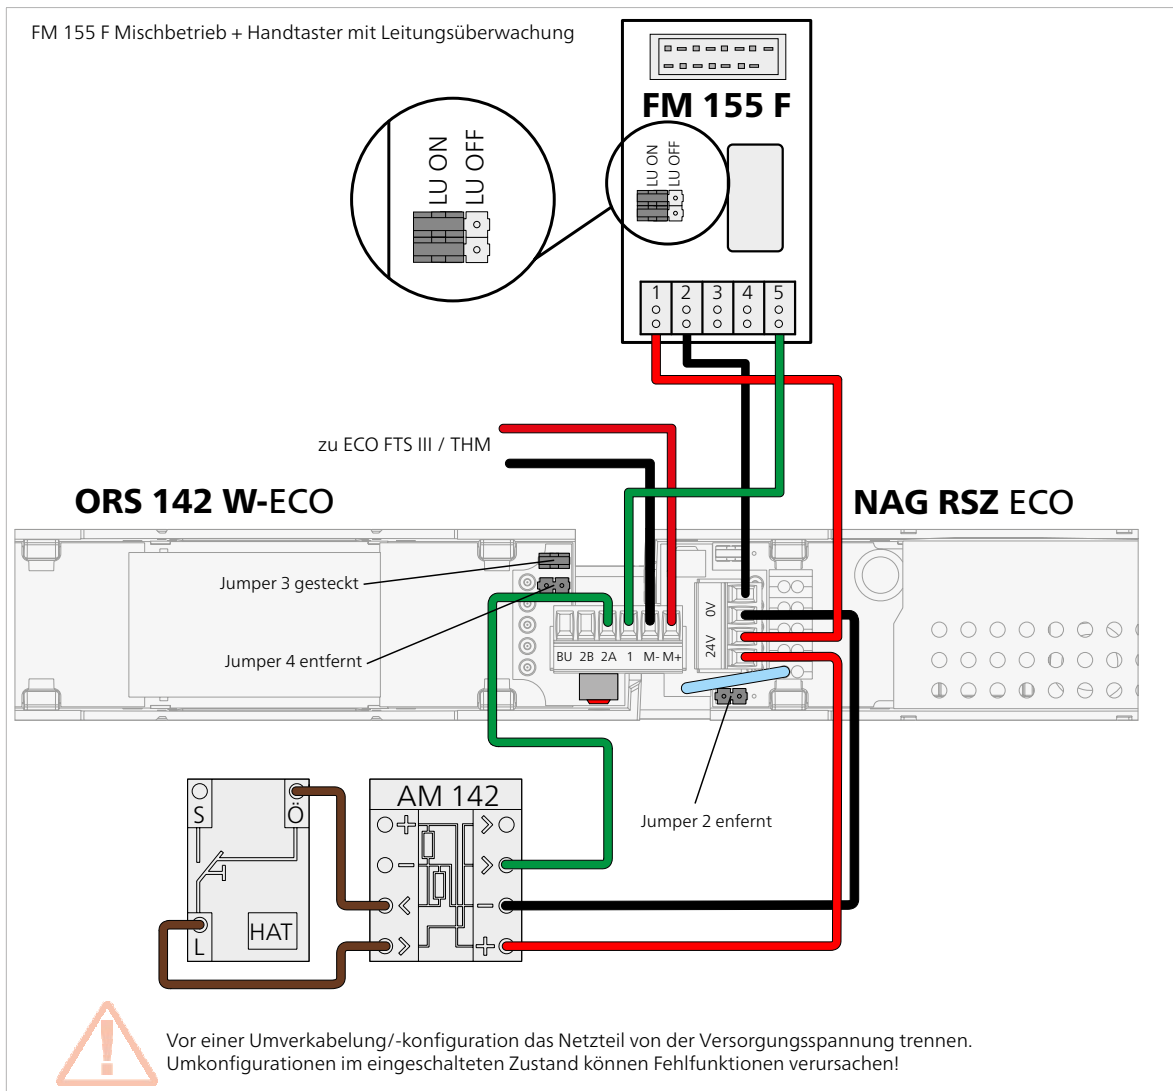 FM 155 F Mischbetrieb + Handtaster mit Leitungsüberwachung
FM 155 F
LU ON
LU OFF
LU ON
LU OFF
1 2 3 4 5
zu ECO FTS III / THM
ORS 142 W-ECO
NAG RSZ ECO
Jumper 3 gesteckt
Jumper 4 entfernt
BU 2B 2A 1 M- M+
0V
24V
Jumper 2 enfernt
S
Ö
L
HAT
AM 142
+
-
<
>
>
>
-
+
Vor einer Umverkabelung/-konfiguration das Netzteil von der Versorgungsspannung trennen.
Umkonfigurationen im eingeschalteten Zustand können Fehlfunktionen verursachen!